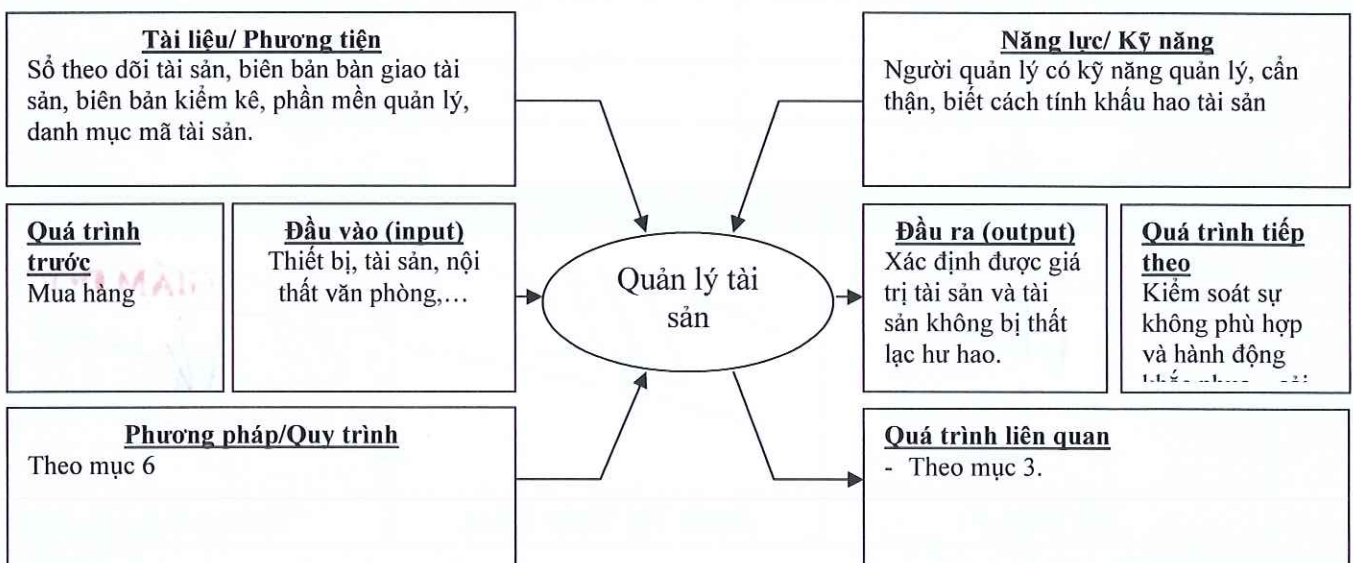 Tài liệu/ Phương tiện
Sổ theo dõi tài sản, biên bản bàn giao tài
sản, biên bản kiểm kê, phần mền quản lý,
danh mục mã tài sản.
Năng lực/ Kỹ năng
Người quản lý có kỹ năng quản lý, cẩn
thận, biết cách tính khấu hao tài sản
Quá trình
trước
Mua hàng
Đầu vào (input)
Thiết bị, tài sản, nội
thất văn phòng,…
Quản lý tài
sản
Đầu ra (output)
Xác định được giá
trị tài sản và tài
sản không bị thất
lạc hư hao.
Quá trình tiếp
theo
Kiểm soát sự
không phù hợp
và hành động
Phương pháp/Quy trình
Theo mục 6
Quá trình liên quan
- Theo mục 3.